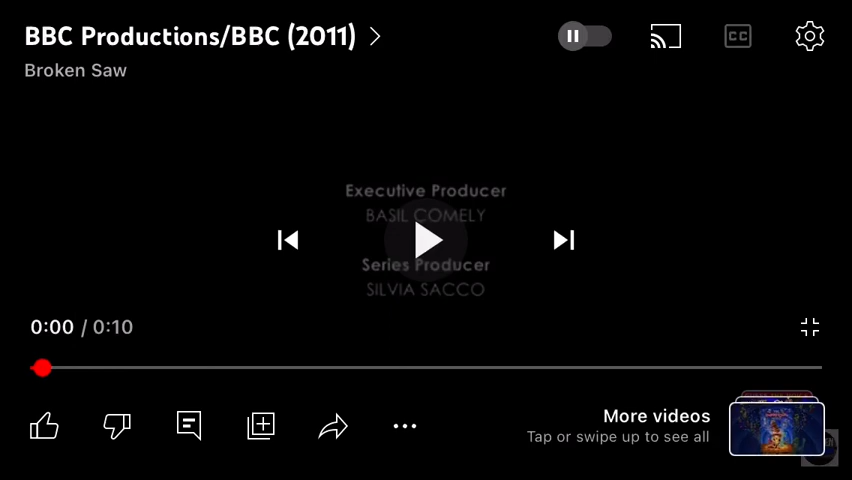 BBC Productions/BBC (2011)
Broken Saw
CC
Executive Producer
BASIL COMELY
Series Producer
SILVIA SACCO
0:00 / 0:10
More videos
Tap or swipe up to see all